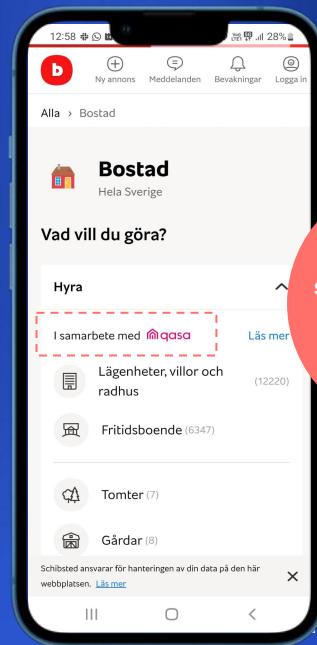 12:58
28%
b
Ny annons Meddelanden Bevakningar Logga in
Alla > Bostad
Bostad
Hela Sverige
Vad vill du göra?
Hyra
I samarbete med qasa Läs mer
Lägenheter, villor och
radhus
(12220)
Fritidsboende (6347)
Tomter (7)
Gårdar (8)
Schibsted ansvarar för hanteringen av din data på den här
webbplatsen. Läs mer